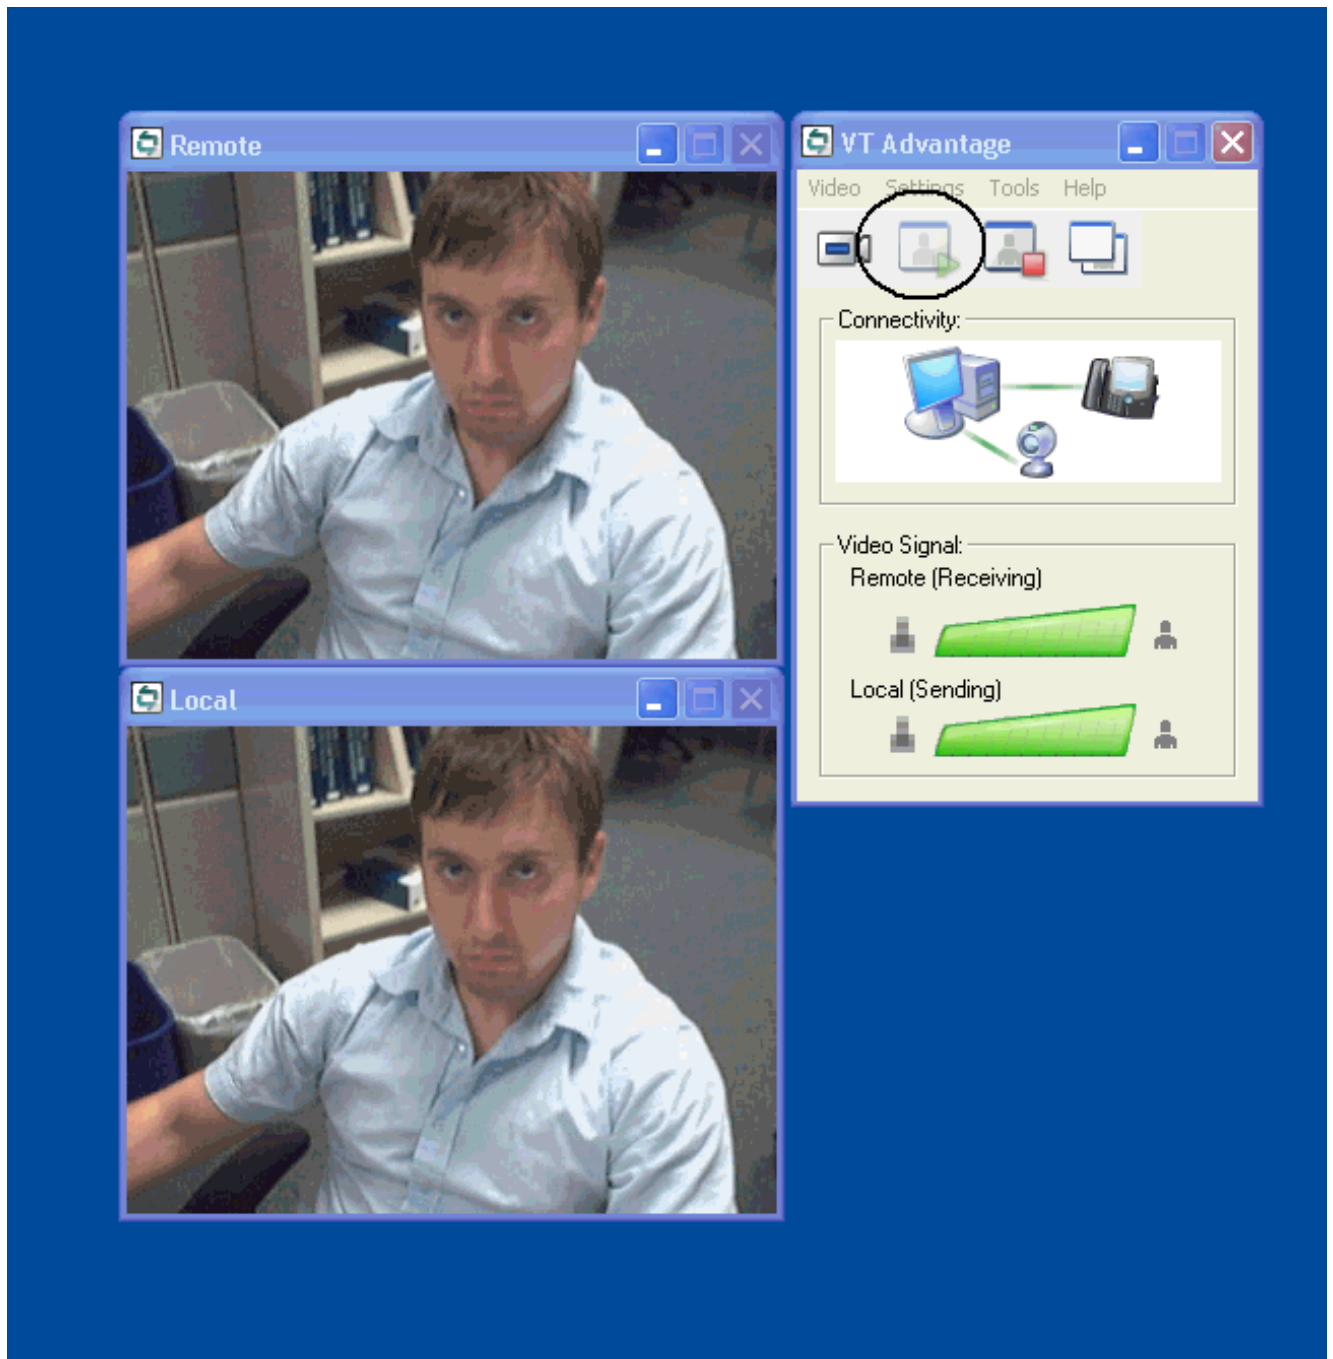 Remote
VT Advantage
Video Settings Tools Help
Connectivity:
Video Signal:
Remote (Receiving)
Local (Sending)
Local